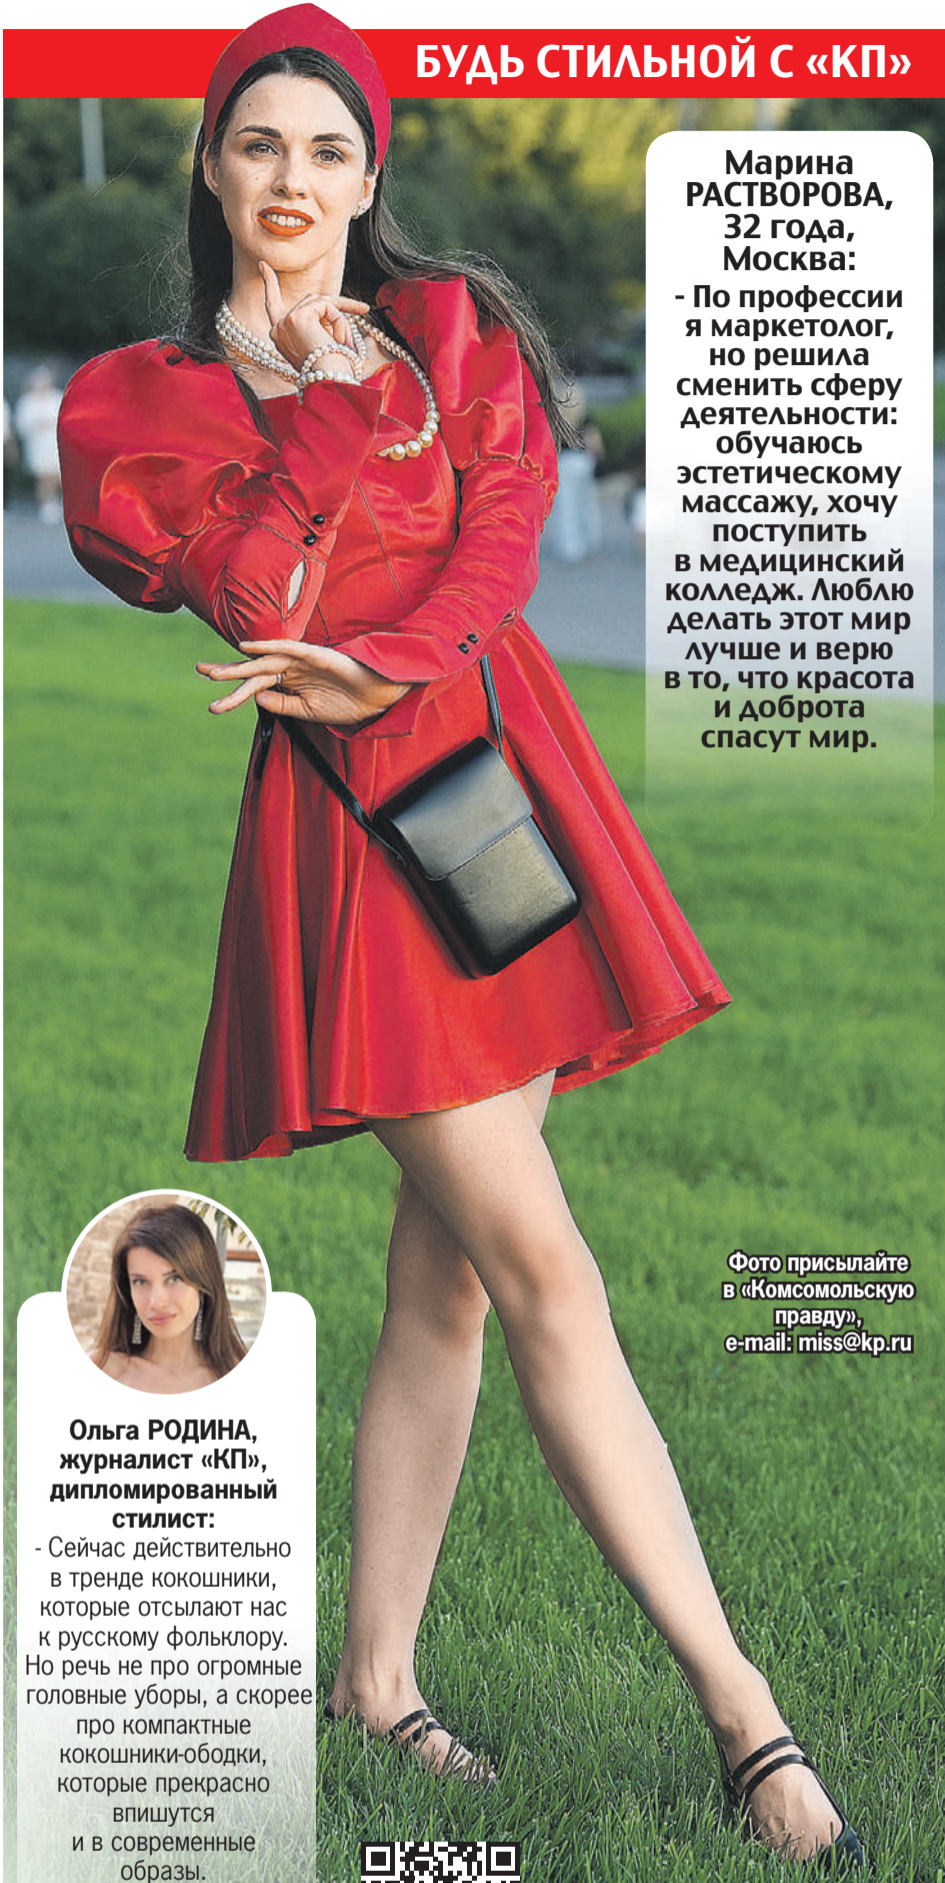 БУДЬ СТИЛЬНОЙ С «КП»
Марина
РАСТВОРОВА,
32 года,
Москва:
- По профессии
я маркетолог,
но решила
сменить сферу
деятельности:
обучаюсь
эстетическому
массажу, хочу
поступить
в медицинский
колледж. Люблю
делать этот мир
лучше и верю
в то, что красота
и доброта
спасут мир.
Фото присылайте
в «Комсомольскую
правду»,
e-mail: miss@kp.ru
Ольга РОДИНА,
журналист «КП»,
дипломированный
стилист:
- Сейчас действительно
в тренде кокошники,
которые отсылают нас
к русскому фольклору.
Но речь не про огромные
головные уборы, а скорее
про компактные
кокошники-ободки,
которые прекрасно
впишутся
и в современные
образы.